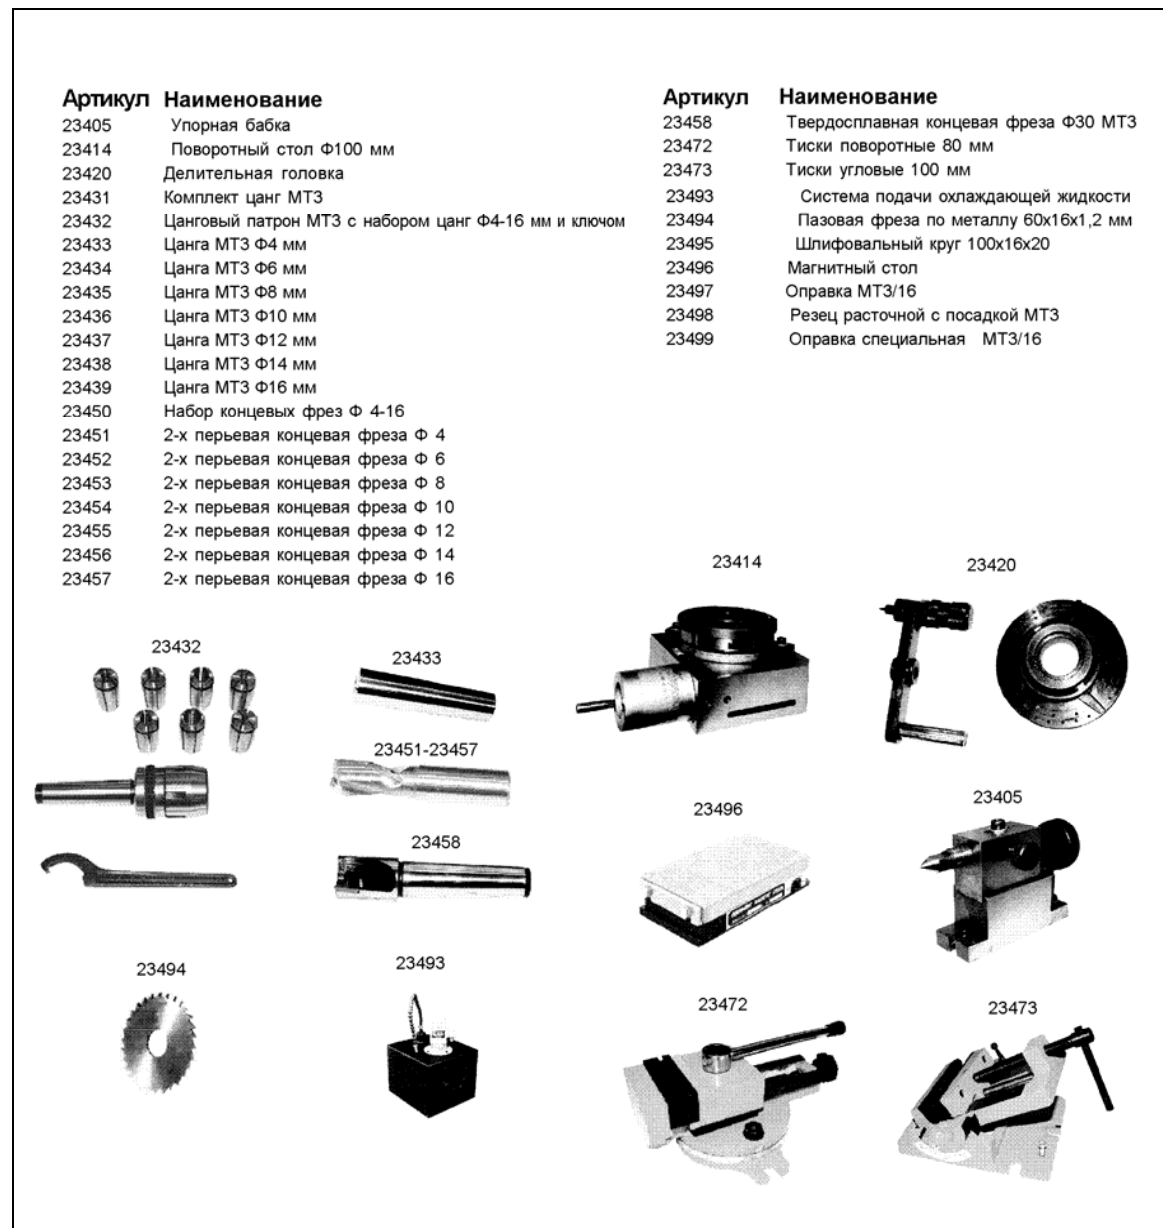 Артикул Наименование
23405 Упорная бабка
23414 Поворотный стол Ф100 мм
23420 Делительная головка
23431 Комплект цанг МТ3
23432 Цанговый патрон МТ3 с набором цанг Ф4-16 мм и ключом
23433 Цанга МТ3 Ф4 мм
23434 Цанга МТ3 Ф6 мм
23435 Цанга МТ3 Ф8 мм
23436 Цанга МТ3 Ф10 мм
23437 Цанга МТ3 Ф12 мм
23438 Цанга МТ3 Ф14 мм
23439 Цанга МТ3 Ф16 мм
23450 Набор концевых фрез Ф 4-16
23451 2-х перьевая концевая фреза Ф 4
23452 2-х перьевая концевая фреза Ф 6
23453 2-х перьевая концевая фреза Ф 8
23454 2-х перьевая концевая фреза Ф 10
23455 2-х перьевая концевая фреза Ф 12
23456 2-х перьевая концевая фреза Ф 14
23457 2-х перьевая концевая фреза Ф 16
Артикул Наименование
23458 Твердосплавная концевая фреза Ф30 МТ3
23472 Тиски поворотные 80 мм
23473 Тиски угловые 100 мм
23493 Система подачи охлаждающей жидкости
23494 Пазовая фреза по металлу 60х16х1,2 мм
23495 Шлифовальный круг 100х16х20
23496 Магнитный стол
23497 Оправка МТ3/16
23498 Резец расточной с посадкой МТ3
23499 Оправка специальная МТ3/16
23414
23420
23432
23433
23451-23457
23496
23405
23458
23494
23493
23472
23473